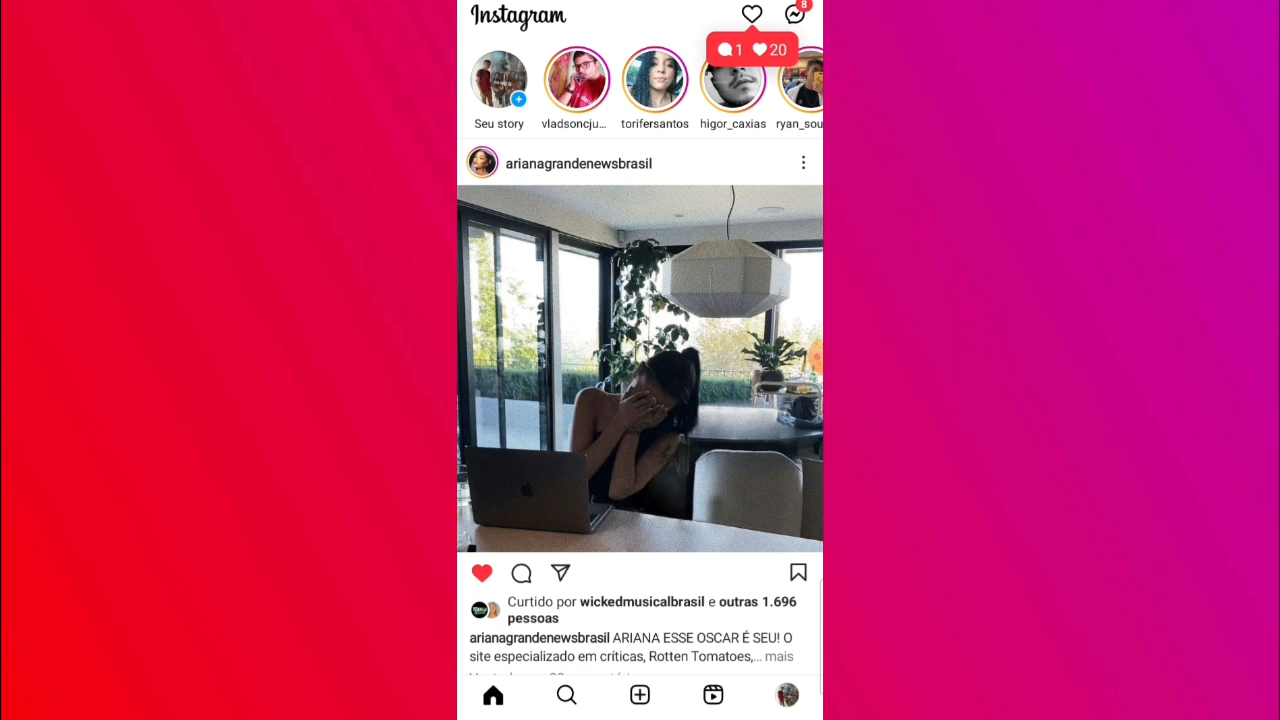 Instagram
8
1 20
Seu story
vladsoncju...
torifersantos
higor_caxias
ryan_sou
arianagrandenewsbrasil
Curtido por wickedmusicalbrasil e outras 1.696
pessoas
arianagrandenewsbrasil ARIANA ESSE OSCAR É SEU! O
site especializado em críticas, Rotten Tomatoes,... mais